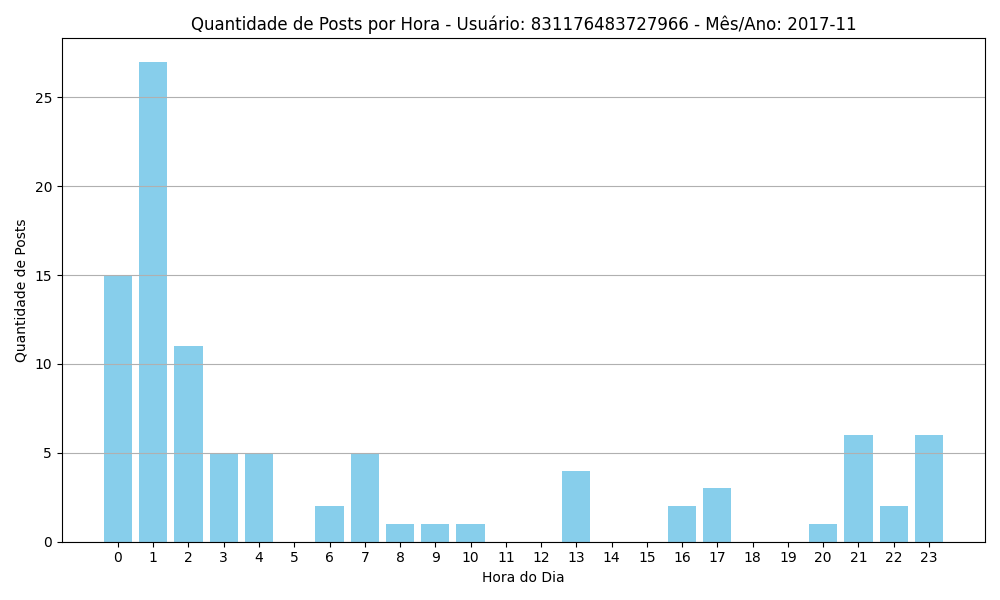 Quantidade de Posts por Hora - Usuário: 831176483727966 - Mês/Ano: 2017-11
Quantidade de Posts
25
20
15
10
5
0
0 1 2 3 4 5 6 7 8 9 10 11 12 13 14 15 16 17 18 19 20 21 22 23
Hora do Dia